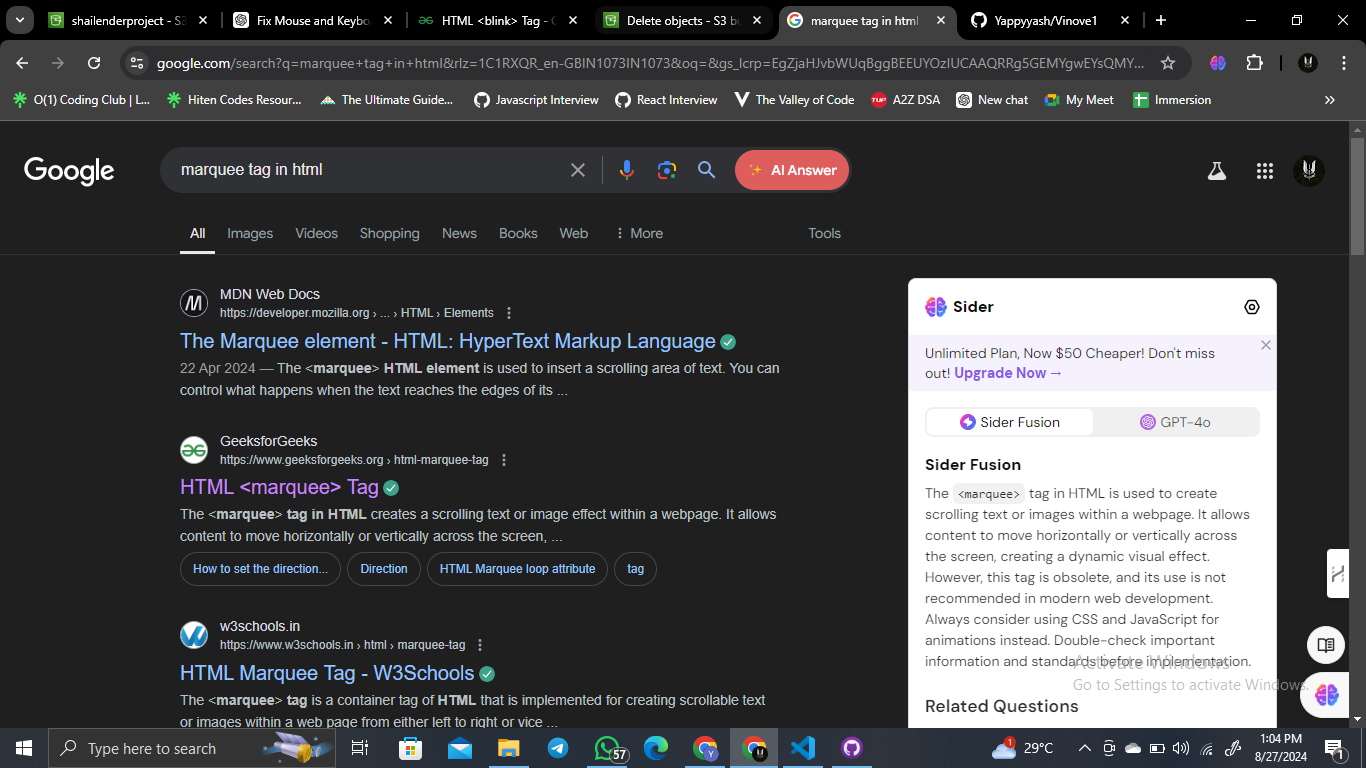 shailenderproject - S3
Fix Mouse and Keybo
HTML <blink> Tag - G
Delete objects - S3 bu
marquee tag in html
Yappyyash/Vinove1
google.com/search?q=marquee+tag+in+html&rlz=1C1RXQR_en-GBIN1073IN1073&oq=&gs_lcrp=EgZjaHJvbWUqBggBEEUYOzIUCAAQRRg5GEMYgwEYsQMY...
O(1) Coding Club | L...
Hiten Codes Resour...
The Ultimate Guide...
Javascript Interview
React Interview
The Valley of Code
TUF
A2Z DSA
New chat
My Meet
Immersion
Google
marquee tag in html
AI Answer
All
Images
Videos
Shopping
News
Books
Web
More
Tools
MDN Web Docs
https://developer.mozilla.org › ... › HTML › Elements
The Marquee element - HTML: HyperText Markup Language
22 Apr 2024 — The <marquee> HTML element is used to insert a scrolling area of text. You can
control what happens when the text reaches the edges of its ...
GeeksforGeeks
https://www.geeksforgeeks.org › html-marquee-tag
HTML <marquee> Tag
The <marquee> tag in HTML creates a scrolling text or image effect within a webpage. It allows
content to move horizontally or vertically across the screen, ...
How to set the direction...
Direction
HTML Marquee loop attribute
tag
w3schools.in
https://www.w3schools.in › html › marquee-tag
HTML Marquee Tag - W3Schools
The <marquee> tag is a container tag of HTML that is implemented for creating scrollable text
or images within a web page from either left to right or vice ...
Sider
Unlimited Plan, Now $50 Cheaper! Don't miss
out! Upgrade Now →
Sider Fusion
GPT-4o
Sider Fusion
The <marquee> tag in HTML is used to create
scrolling text or images within a webpage. It allows
content to move horizontally or vertically across
the screen, creating a dynamic visual effect.
However, this tag is obsolete, and its use is not
recommended in modern web development.
Always consider using CSS and JavaScript for
animations instead. Double-check important
information and standards before implementation.
Related Questions
Activate Windows
Go to Settings to activate Windows.
Type here to search
57
Y
1
29°C
1:04 PM
8/27/2024
1